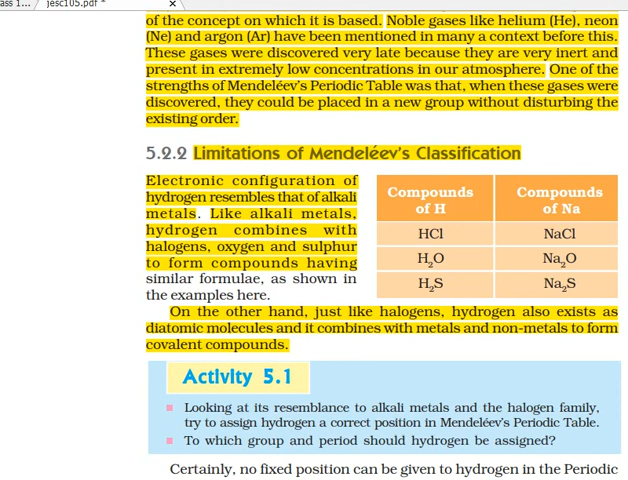 ass 1... / jesc105.pdf *
of the concept on which it is based. Noble gases like helium (He), neon
(Ne) and argon (Ar) have been mentioned in many a context before this.
These gases were discovered very late because they are very inert and
present in extremely low concentrations in our atmosphere. One of the
strengths of Mendeléev's Periodic Table was that, when these gases were
discovered, they could be placed in a new group without disturbing the
existing order.
5.2.2 Limitations of Mendeléev's Classification
Electronic configuration of
hydrogen resembles that of alkali
metals. Like alkali metals,
hydrogen combines with
halogens, oxygen and sulphur
to form compounds having
similar formulae, as shown in
the examples here.
Compounds of H Compounds of Na
HCl NaCl
H₂O Na₂O
H₂S Na₂S
On the other hand, just like halogens, hydrogen also exists as
diatomic molecules and it combines with metals and non-metals to form
covalent compounds.
Activity 5.1
Looking at its resemblance to alkali metals and the halogen family,
try to assign hydrogen a correct position in Mendeléev's Periodic Table.
To which group and period should hydrogen be assigned?
Certainly, no fixed position can be given to hydrogen in the Periodic